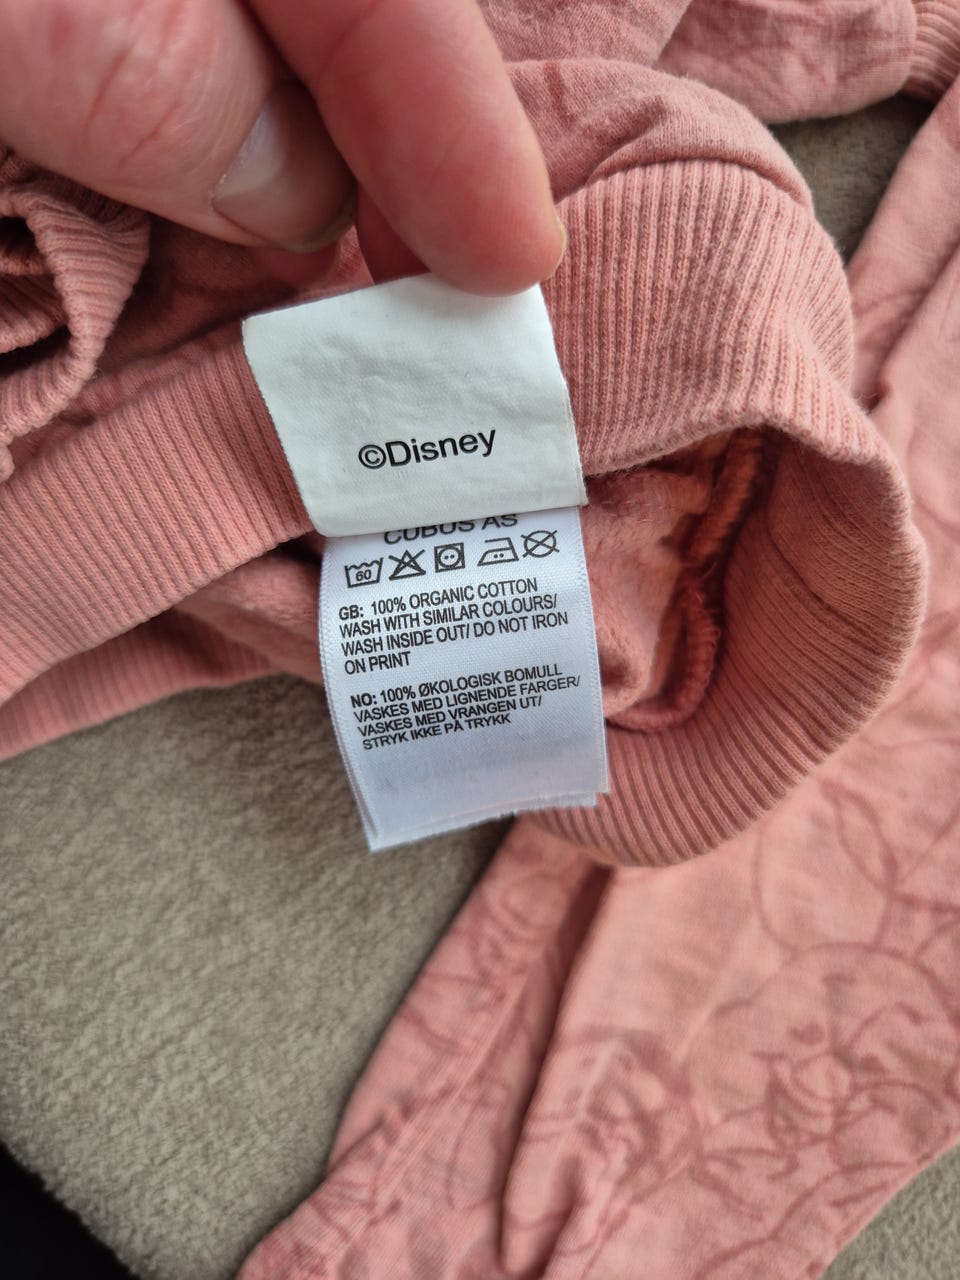 ©Disney
CUBUS AS
60
GB: 100% ORGANIC COTTON
WASH WITH SIMILAR COLOURS/
WASH INSIDE OUT/ DO NOT IRON
ON PRINT
NO: 100% ØKOLOGISK BOMULL
VASKES MED LIGNENDE FARGER/
VASKES MED VRANGEN UT/
STRYK IKKE PÅ TRYKK